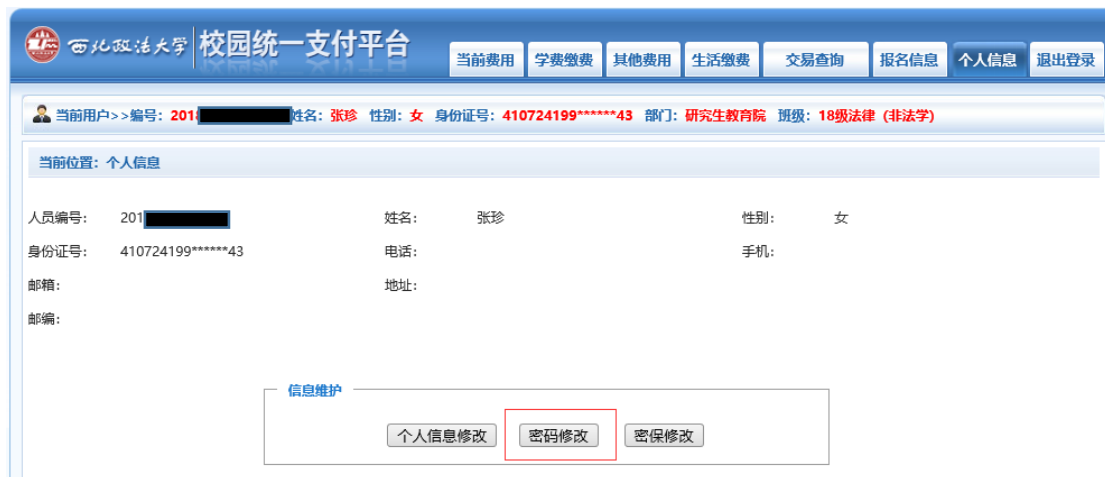 西北政法大学 校园统一支付平台
当前费用 学费缴费 其他费用 生活缴费 交易查询 报名信息 个人信息 退出登录
当前用户>>编号: 201 姓名: 张珍 性别: 女 身份证号: 410724199******43 部门: 研究生教育院 班级: 18级法律 (非法学)
当前位置: 个人信息
人员编号: 201 姓名: 张珍 性别: 女
身份证号: 410724199******43 电话: 手机:
邮箱: 地址:
邮编:
信息维护
个人信息修改 密码修改 密保修改